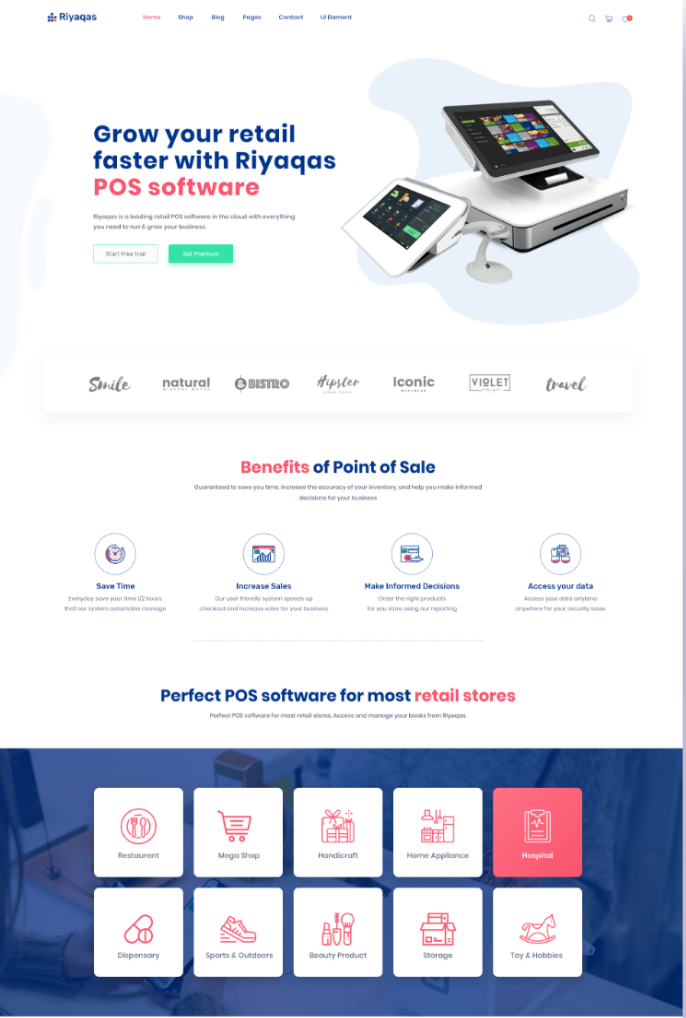 Riyaqas
Home Shop Blog Pages Contact UI Element
Grow your retail
faster with Riyaqas
POS software
Riyaqas is a leading retail POS software in the cloud with everything
you need to run & grow your business.
Start Free trial
Get Premium
Smile
natural
BISTRO
Hipster
Iconic
VIOLET
travel
Benefits of Point of Sale
Guaranteed to save you time, increase the accuracy of your inventory, and help you make informed
decisions for your business
Save Time
Everyday save your time 1/2 hours
that our system automates manage
Increase Sales
Our user friendly system speeds up
checkout and increase sales for your business
Make Informed Decisions
Order the right products
for you store using our reporting
Access your data
Access your data anytime
anywhere for your security issue.
Perfect POS software for most retail stores
Perfect POS software for most retail stores. Access and manage your books from Riyaqas.
Restaurent
Mega Shop
Handicraft
Home Appliance
Hospital
Dispensary
Sports & Outdoors
Beauty Product
Storage
Toy & Hobbies